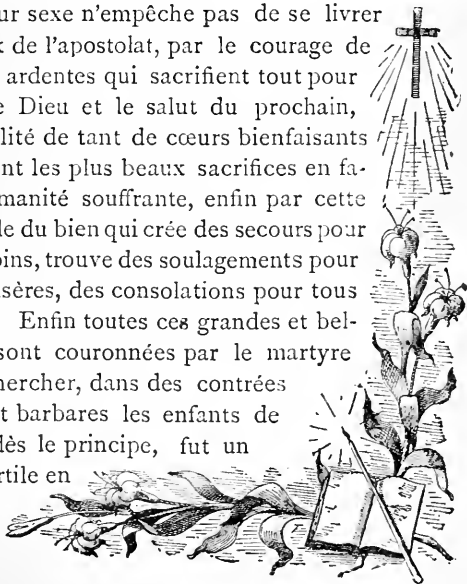 ur sexe n'empêche pas de se livrer
x de l'apostolat, par le courage de
ardentes qui sacrifient tout pour
e Dieu et le salut du prochain,
lité de tant de cœurs bienfaisants
nt les plus beaux sacrifices en fa-
manité souffrante, enfin par cette
le du bien qui crée des secours pour
oins, trouve des soulagements pour
sères, des consolations pour tous
Enfin toutes ces grandes et bel-
sont couronnées par le martyre
hercher, dans des contrées
t barbares les enfants de
dès le principe, fut un
rtile en